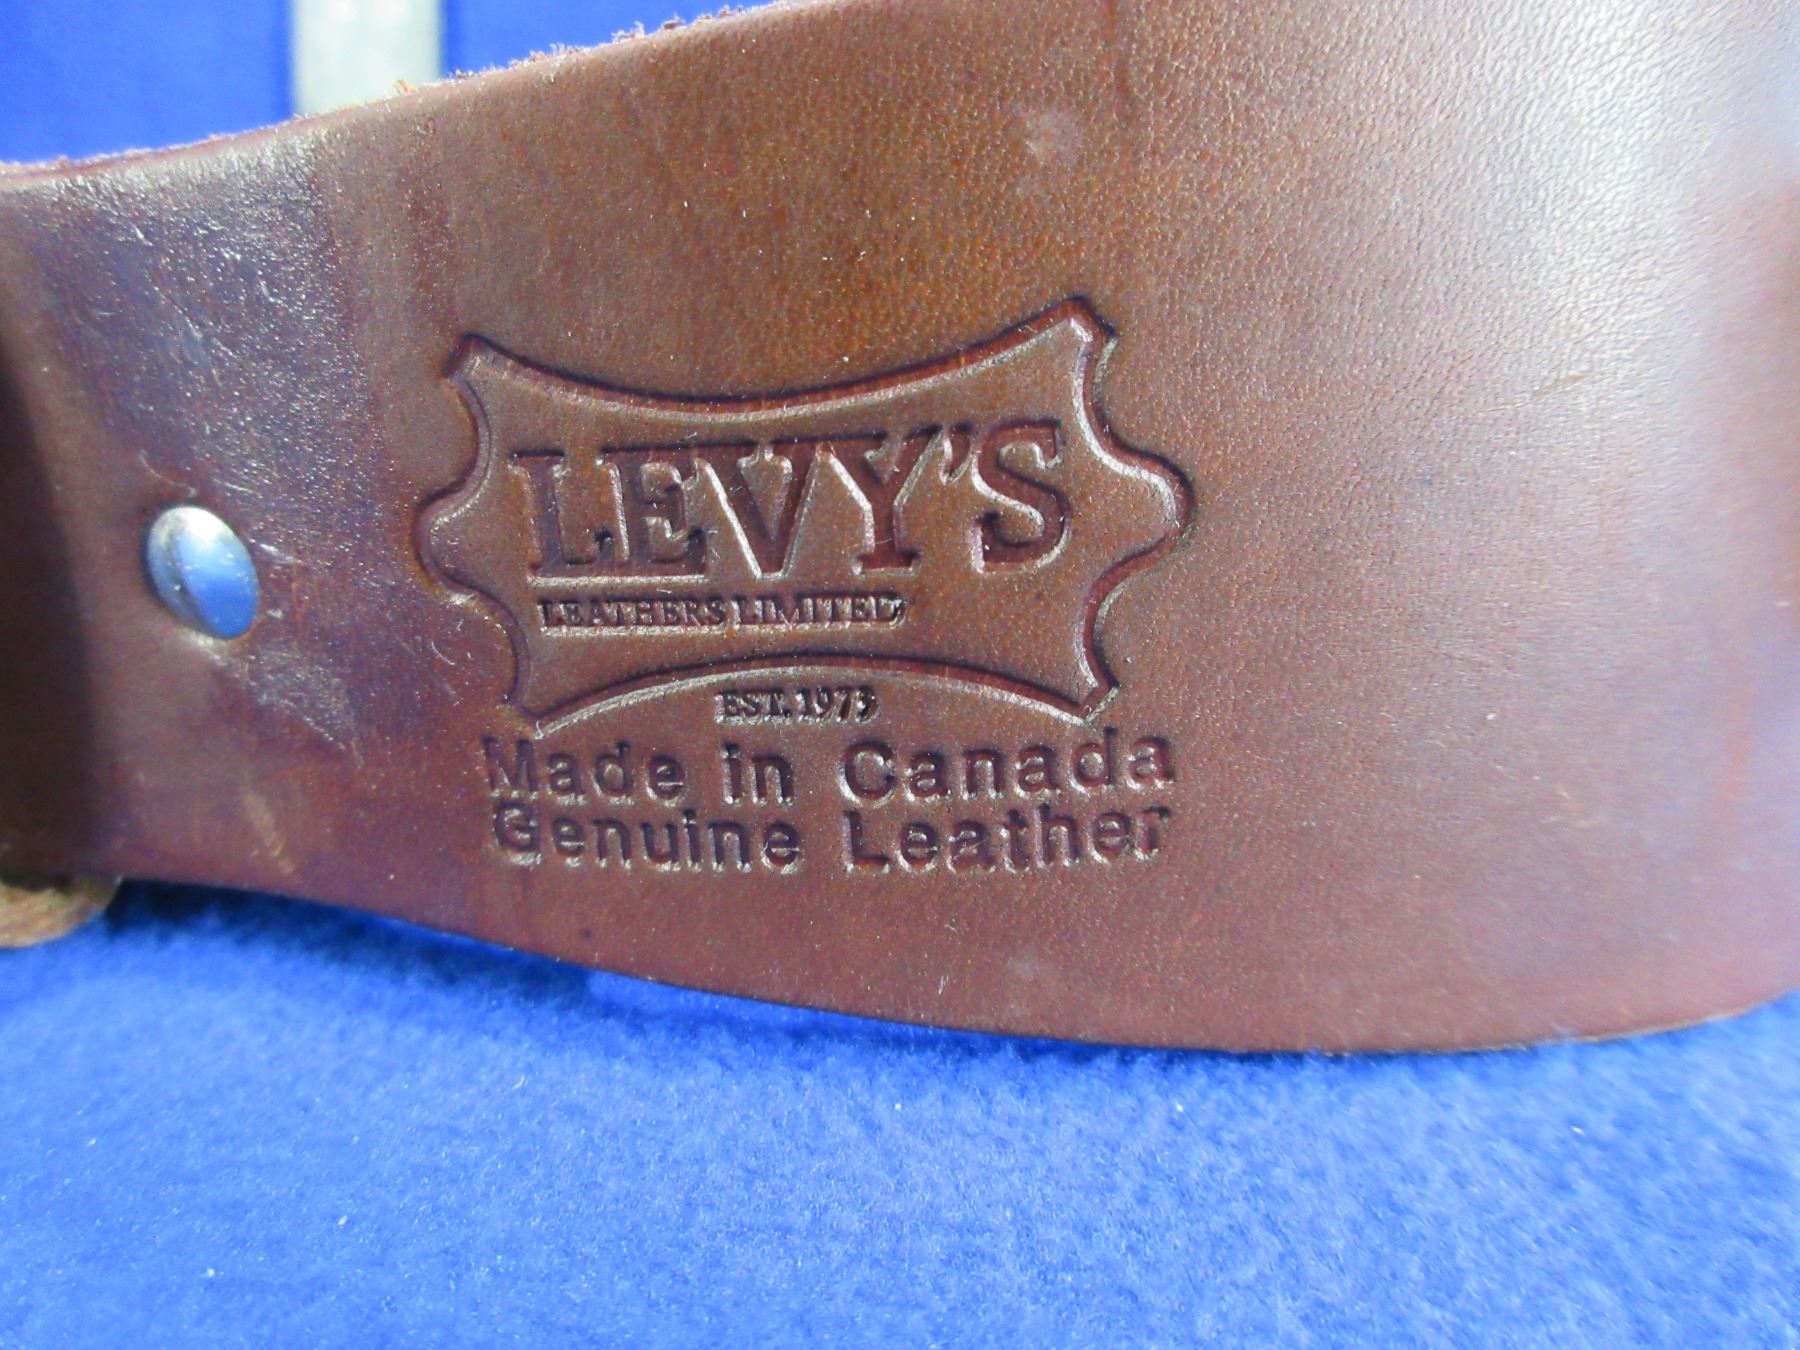 LEVY'S
LEATHERS LIMITED
EST. 1973
Made in Canada
Genuine Leather